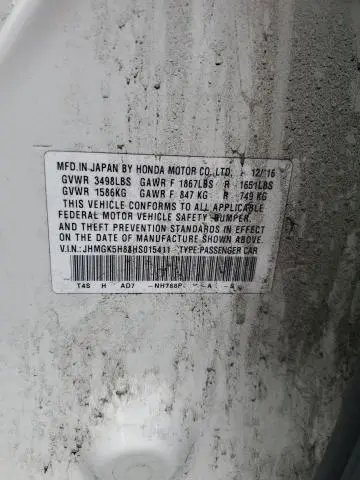 MFD. IN JAPAN BY HONDA MOTOR CO., LTD. 12/16
GVWR 3498LBS GAWR F 1867LBS R 1651LBS
GVWR 1586KG GAWR F 847 KG R 749 KG
THIS VEHICLE CONFORMS TO ALL APPLICABLE
FEDERAL MOTOR VEHICLE SAFETY, BUMPER,
AND THEFT PREVENTION STANDARDS IN EFFECT
ON THE DATE OF MANUFACTURE SHOWN ABOVE.
V.I.N.: JHMGK5H88HS015411 TYPE:PASSENGER CAR
T4S H AD7 -NH788P- -A -S